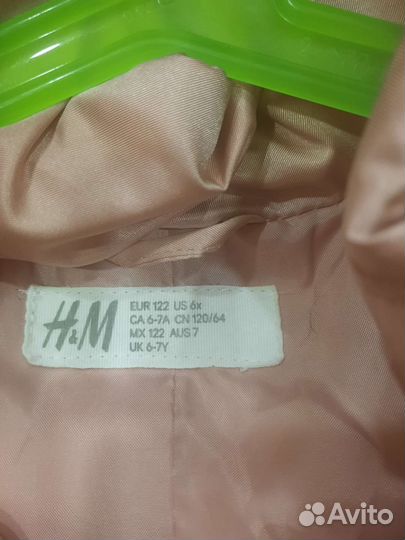 H&M
EUR 122 US 6x
CA 6-7A CN 120/64
MX 122 AUS 7
UK 6-7Y
Avito